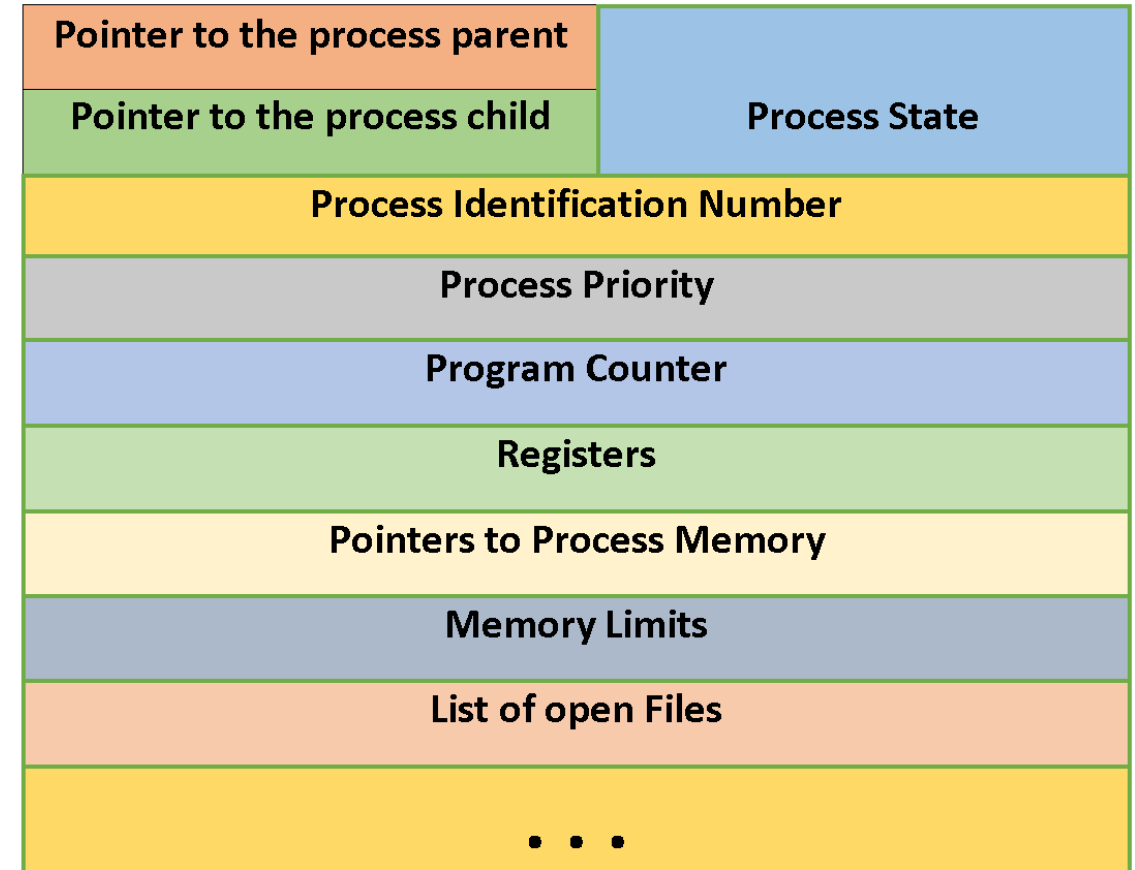 Pointer to the process parent
Pointer to the process child
Process State
Process Identification Number
Process Priority
Program Counter
Registers
Pointers to Process Memory
Memory Limits
List of open Files
. . .